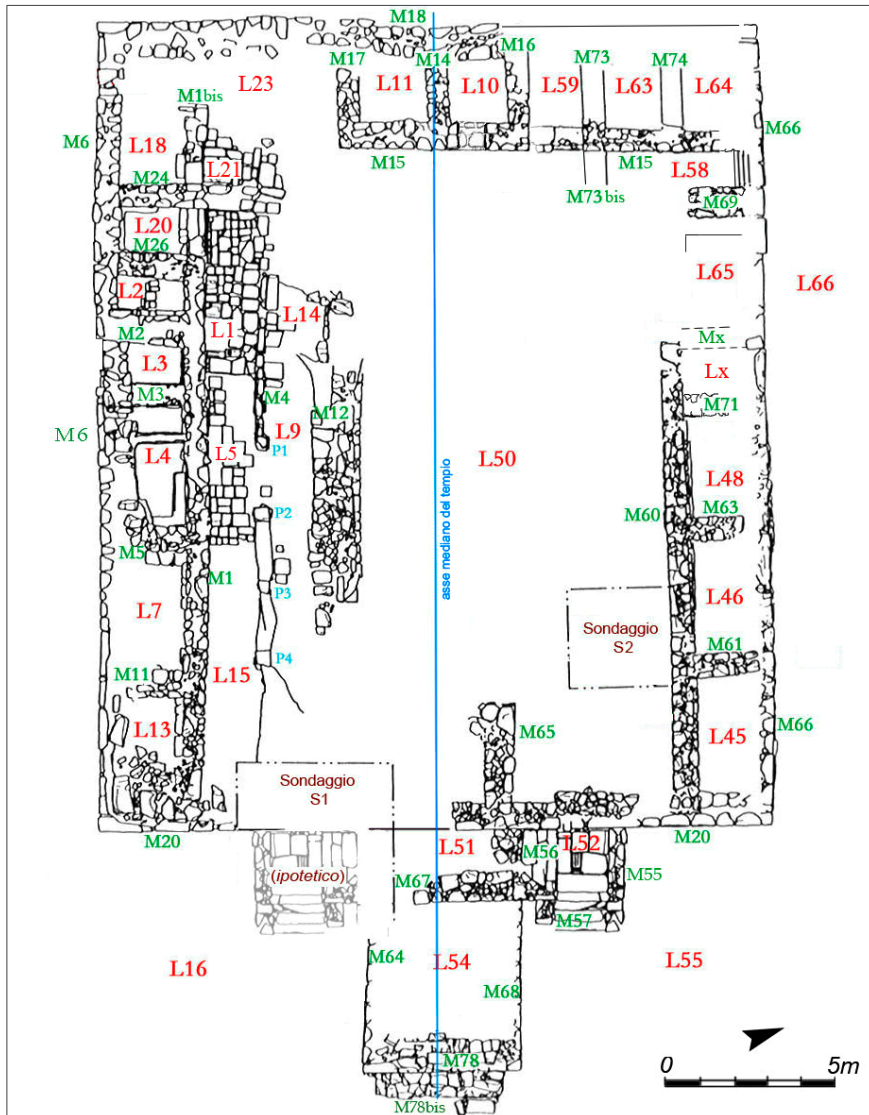 M18
M17
M14
M16
M73
M74
L23
L11
L10
L59
L63
L64
M1bis
M6
M66
L18
L21
M15
M15
L58
M24
M73bis
M69
L20
M26
L65
L66
L2
L14
L1
M2
Mx
L3
Lx
M3
M4
M12
M71
M6
L9
P1
L4
L5
L50
L48
asse mediano del tempio
P2
M60
M63
M5
M1
P3
L7
Sondaggio
S2
L46
P4
M61
M11
L15
L13
M65
L45
M66
Sondaggio
S1
M20
L51
M56
L52
M20
(ipotetico)
M67
M55
M57
L16
M64
L54
L55
M68
M78
0 5m
M78bis